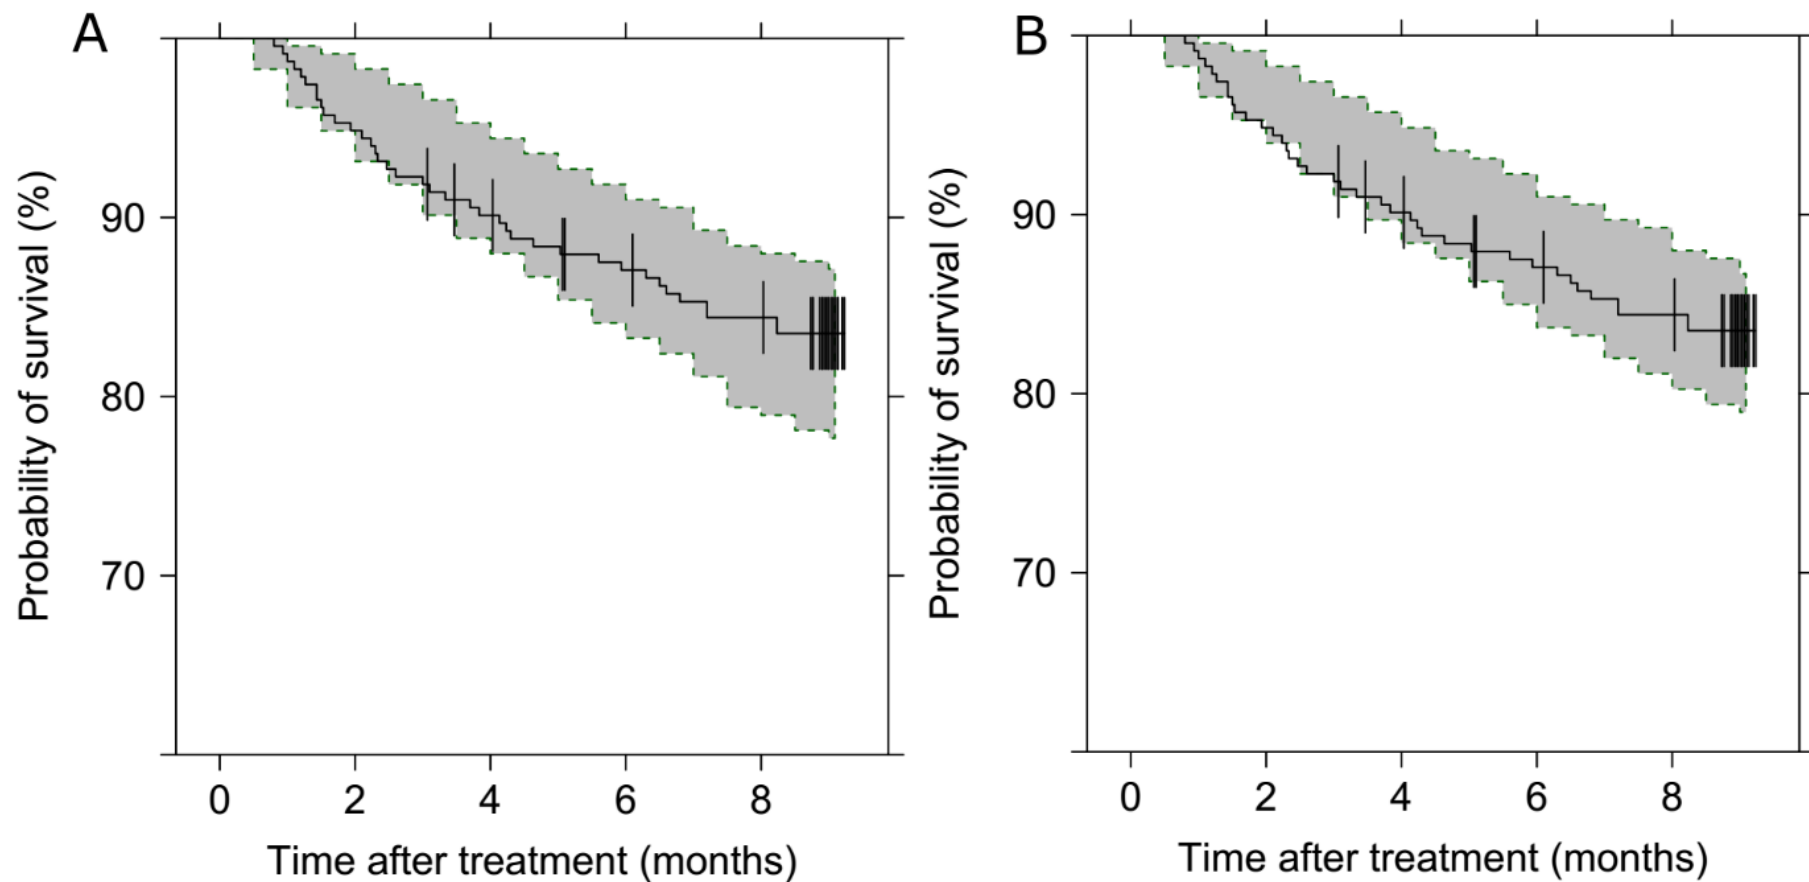 A
Probability of survival (%)
90
80
70
0 2 4 6 8
Time after treatment (months)
B
Probability of survival (%)
90
80
70
0 2 4 6 8
Time after treatment (months)